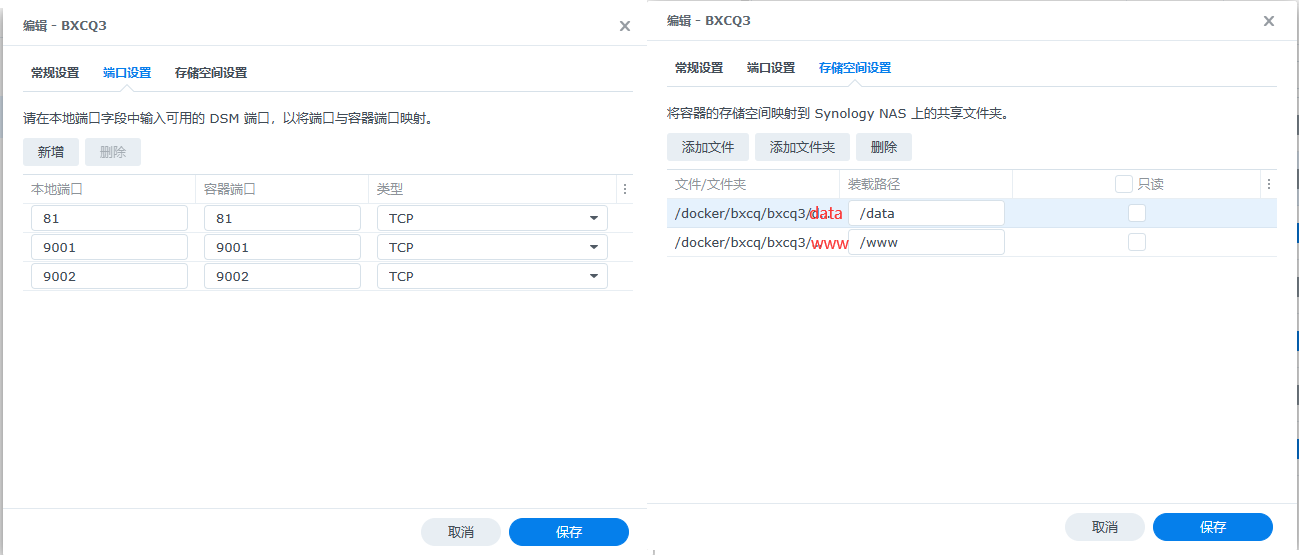 编辑 - BXCQ3
常规设置 端口设置 存储空间设置
请在本地端口字段中输入可用的 DSM 端口，以将端口与容器端口映射。
新增 删除
本地端口 容器端口 类型
81 81 TCP
9001 9001 TCP
9002 9002 TCP
取消 保存
编辑 - BXCQ3
常规设置 端口设置 存储空间设置
将容器的存储空间映射到 Synology NAS 上的共享文件夹。
添加文件 添加文件夹 删除
文件/文件夹 装载路径 只读
/docker/bxcq/bxcq3/d... data /data
/docker/bxcq/bxcq3/ www /www
取消 保存